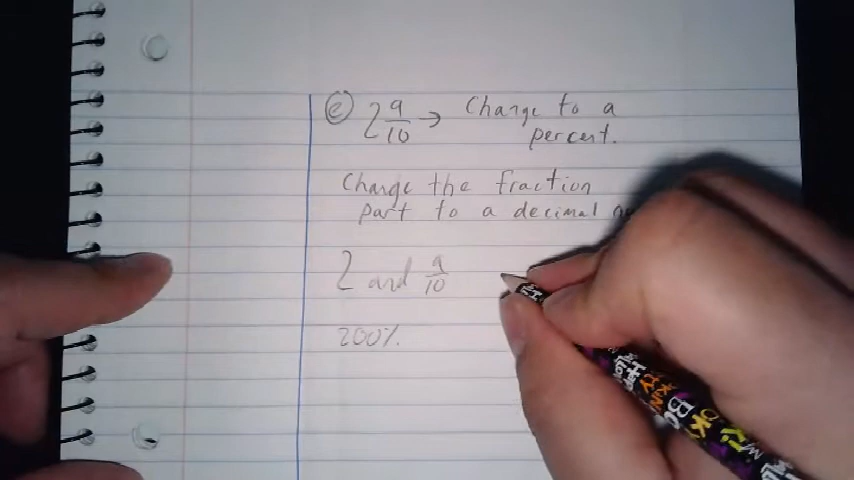 (e) 2 9/10 → Change to a
percent.
Change the fraction
part to a decimal
2 and 9/10
200%.